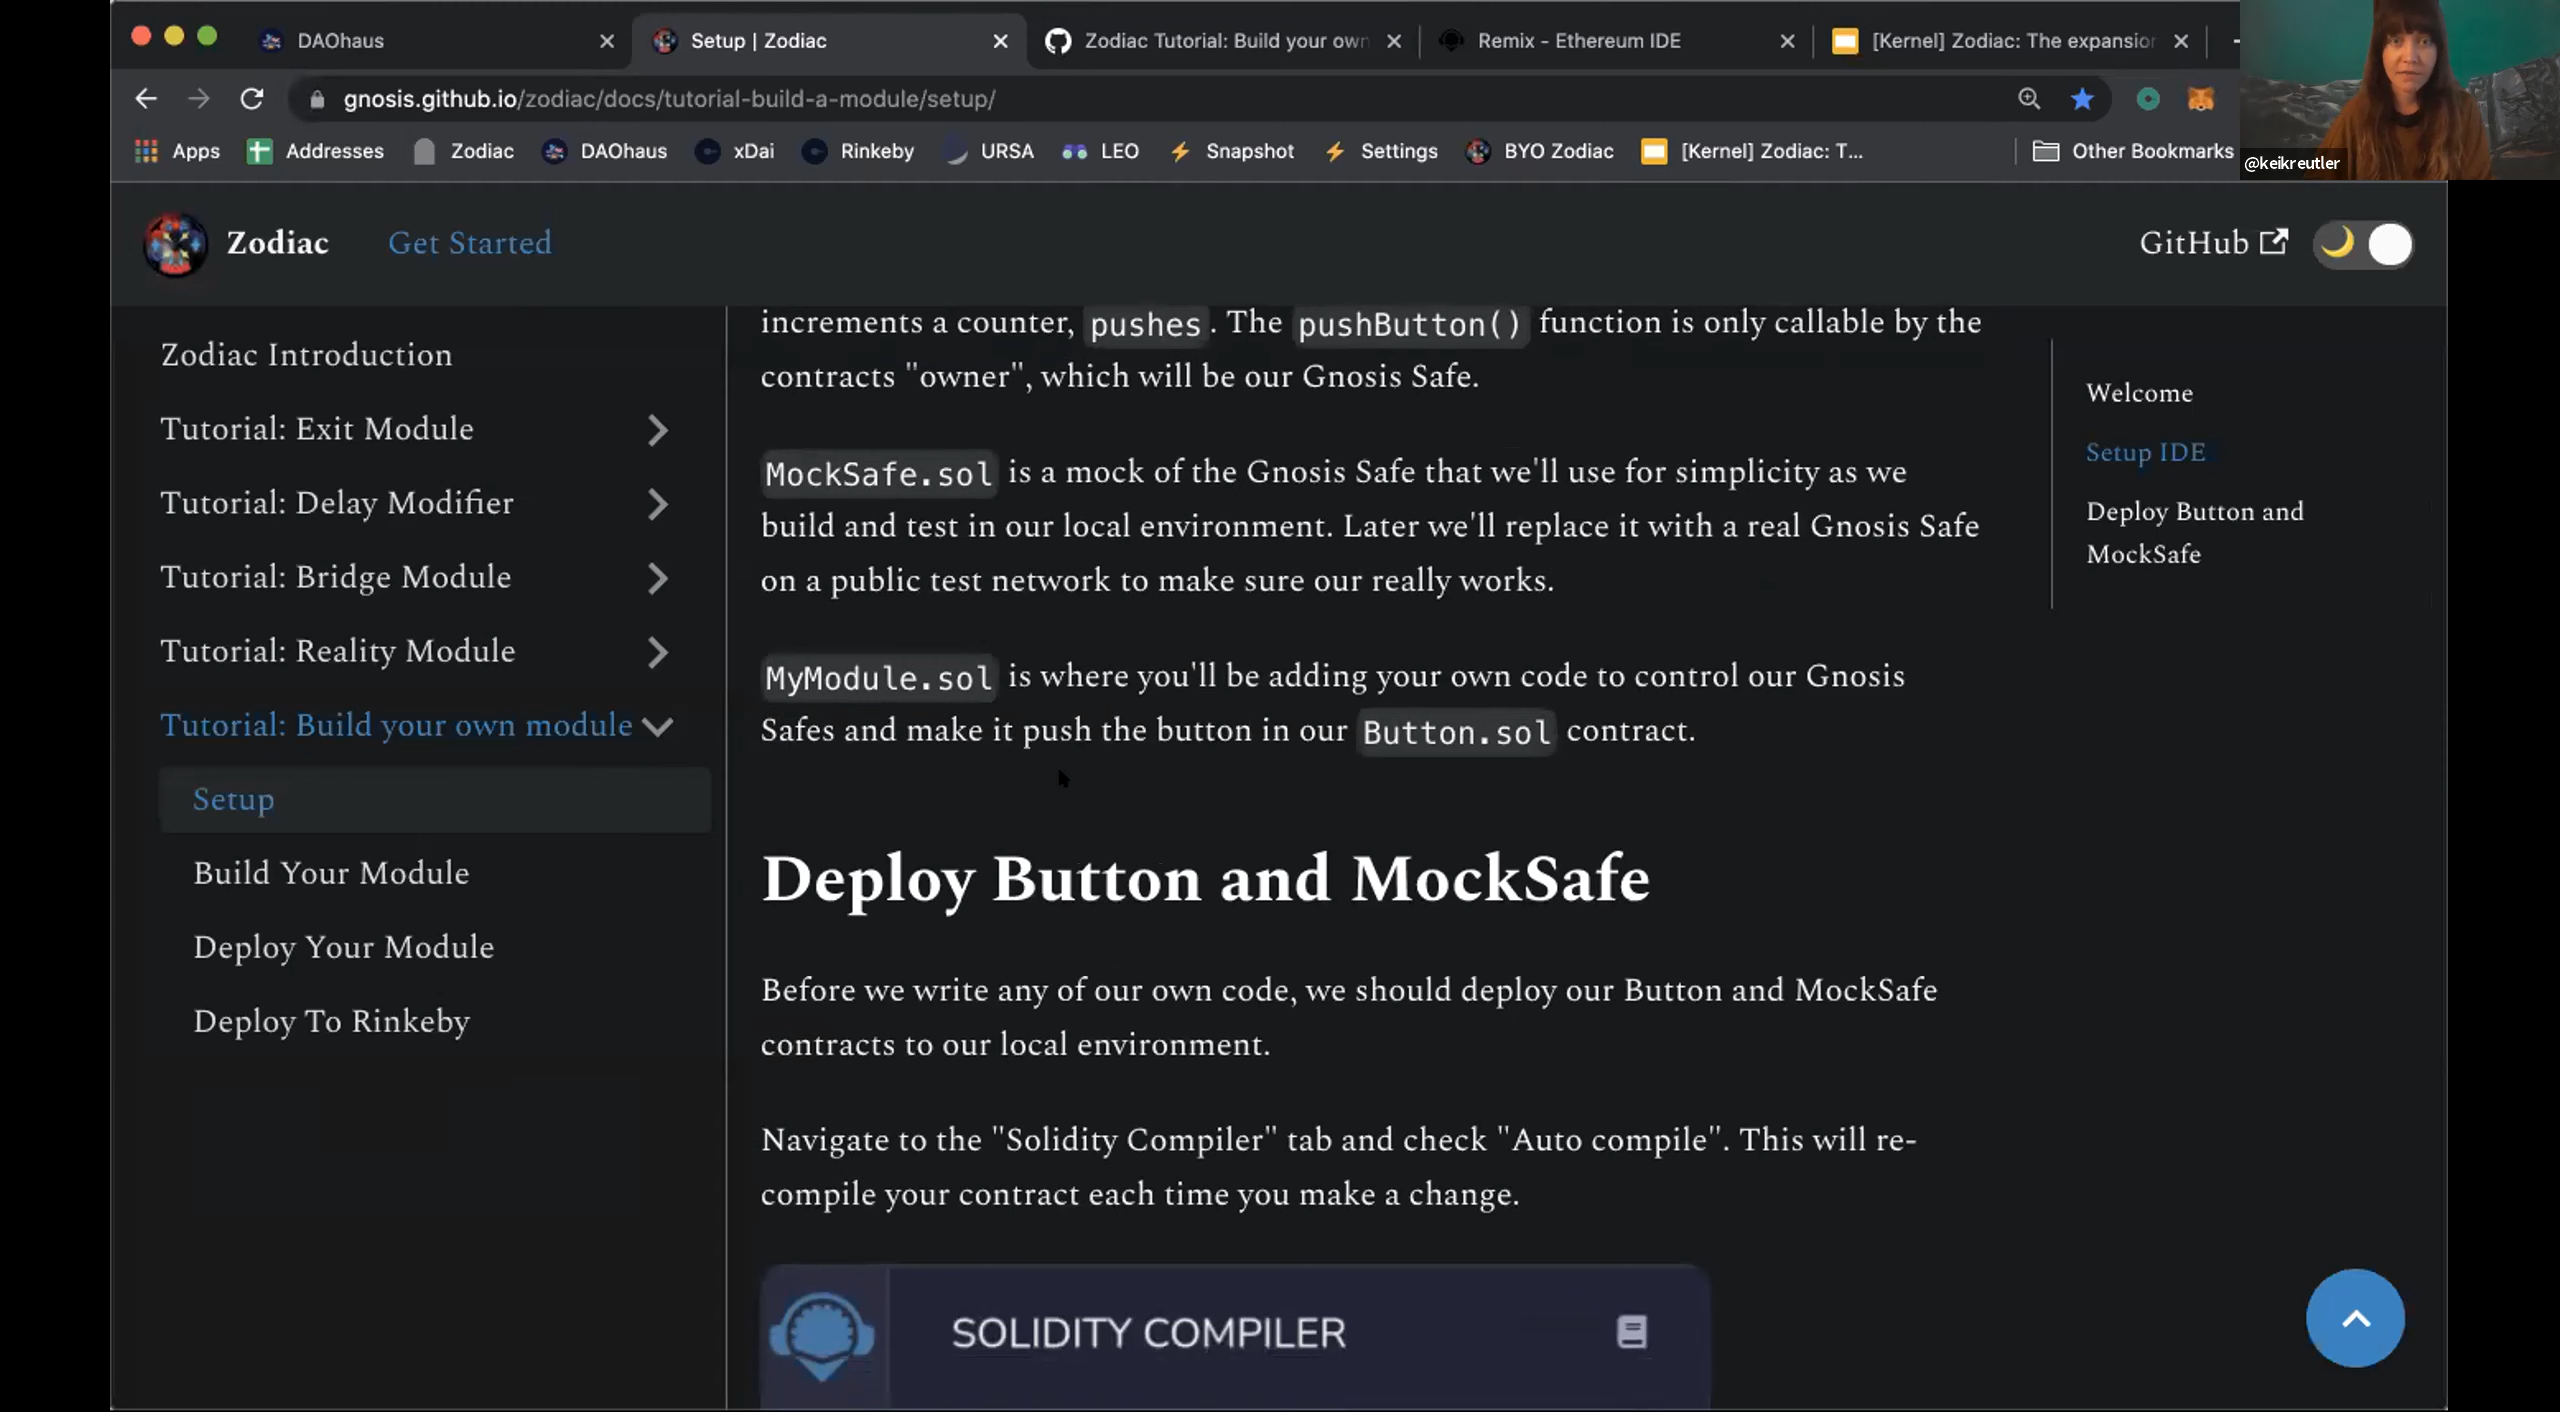 DAOhaus
Setup | Zodiac
Zodiac Tutorial: Build your own
Remix - Ethereum IDE
[Kernel] Zodiac: The expansion
gnosis.github.io/zodiac/docs/tutorial-build-a-module/setup/
Apps
Addresses
Zodiac
DAOhaus
xDai
Rinkeby
URSA
LEO
Snapshot
Settings
BYO Zodiac
[Kernel] Zodiac: T...
Other Bookmarks
@keikreutler
Zodiac
Get Started
GitHub
Zodiac Introduction
Tutorial: Exit Module
Tutorial: Delay Modifier
Tutorial: Bridge Module
Tutorial: Reality Module
Tutorial: Build your own module
Setup
Build Your Module
Deploy Your Module
Deploy To Rinkeby
increments a counter, pushes. The pushButton() function is only callable by the
contracts "owner", which will be our Gnosis Safe.
MockSafe.sol is a mock of the Gnosis Safe that we'll use for simplicity as we
build and test in our local environment. Later we'll replace it with a real Gnosis Safe
on a public test network to make sure our really works.
MyModule.sol is where you'll be adding your own code to control our Gnosis
Safes and make it push the button in our Button.sol contract.
Deploy Button and MockSafe
Before we write any of our own code, we should deploy our Button and MockSafe
contracts to our local environment.
Navigate to the "Solidity Compiler" tab and check "Auto compile". This will re-
compile your contract each time you make a change.
SOLIDITY COMPILER
Welcome
Setup IDE
Deploy Button and
MockSafe